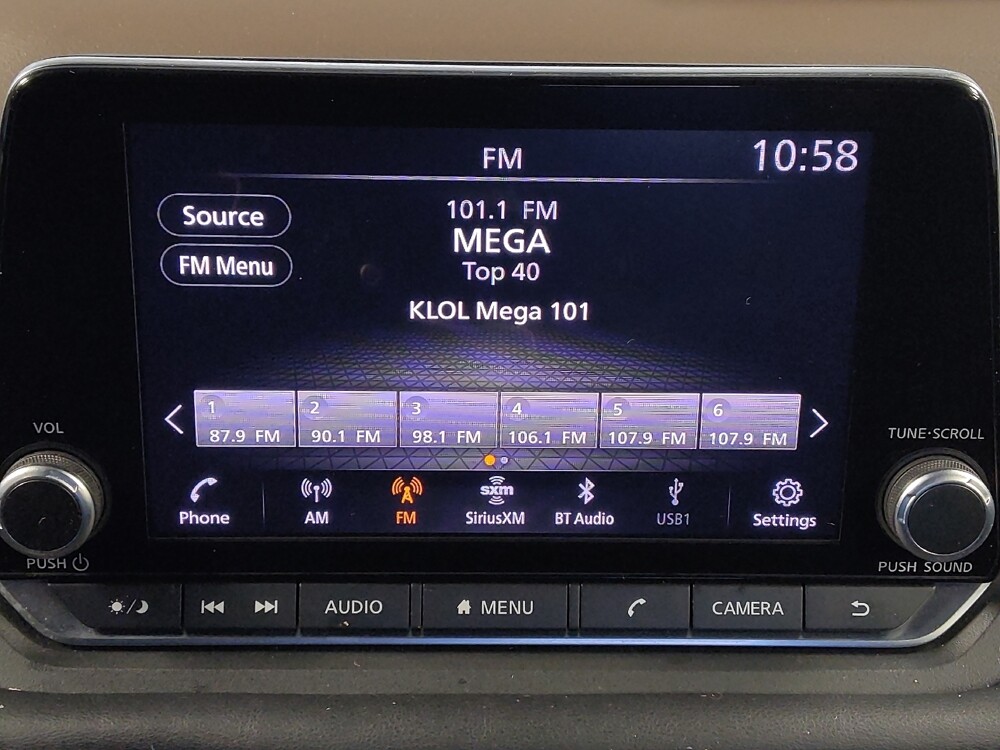 FM
10:58
Source
FM Menu
101.1 FM
MEGA
Top 40
KLOL Mega 101
1
87.9 FM
2
90.1 FM
3
98.1 FM
4
106.1 FM
5
107.9 FM
6
107.9 FM
VOL
PUSH
TUNE·SCROLL
PUSH SOUND
Phone
AM
FM
sxm
SiriusXM
BT Audio
USB1
Settings
AUDIO
MENU
CAMERA